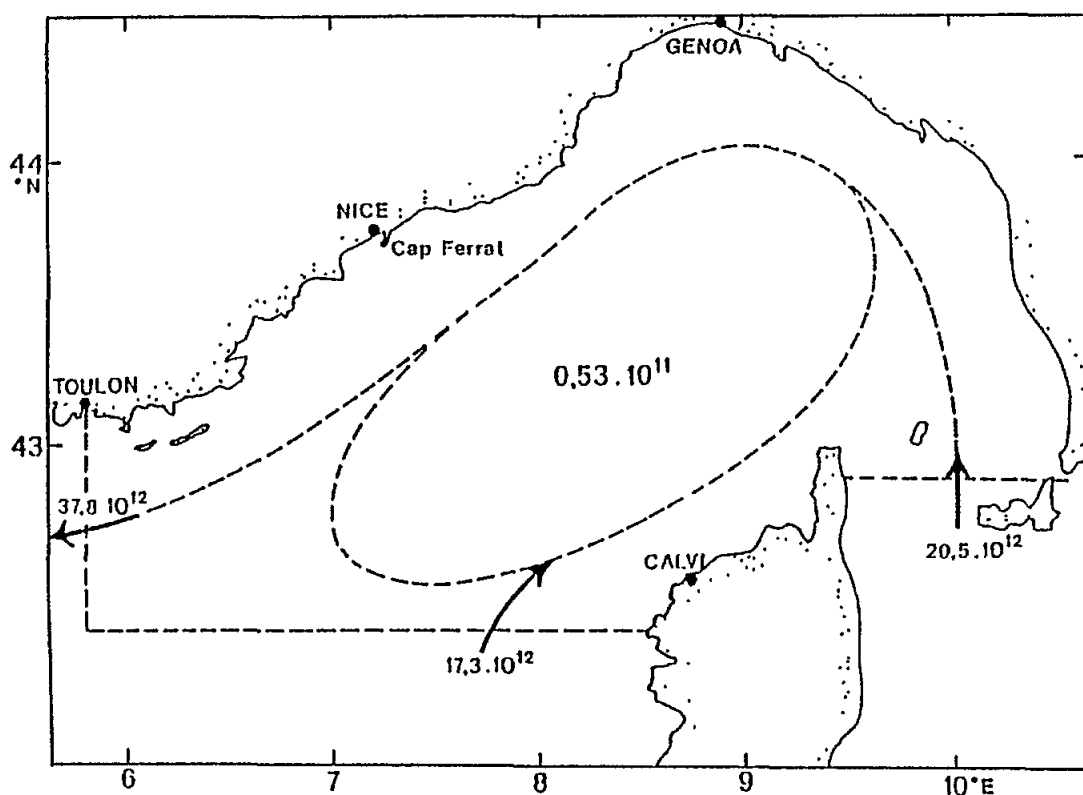 GENOA
44
°N
NICE
Cap Ferrat
0,53.10¹¹
TOULON
43
37,8 10¹²
CALVI
20,5.10¹²
17,3.10¹²
6
7
8
9
10°E